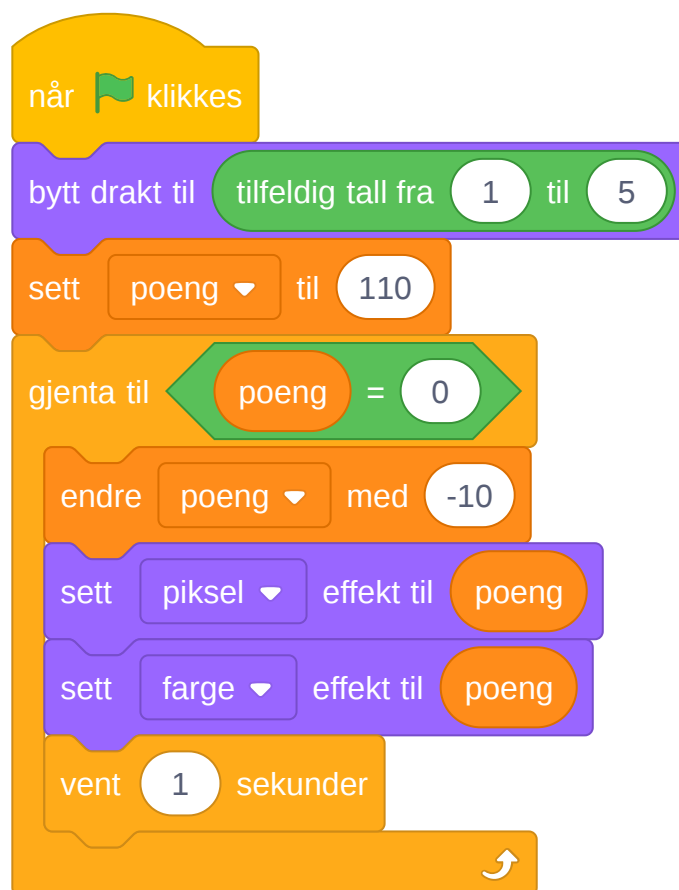 når klikkes
bytt drakt til tilfeldig tall fra 1 til 5
sett poeng til 110
gjenta til poeng = 0
endre poeng med -10
sett piksel effekt til poeng
sett farge effekt til poeng
vent 1 sekunder